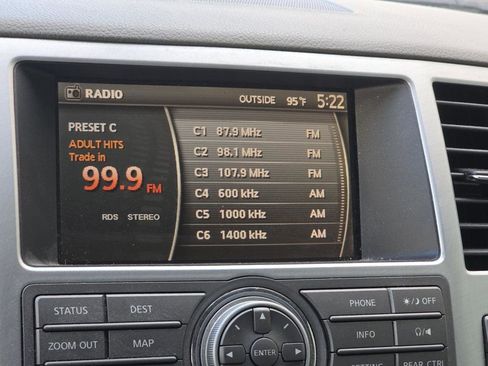 RADIO
OUTSIDE 95°F 5:22
PRESET C
ADULT HITS
Trade in
99.9 FM
RDS STEREO
C1 87.9 MHz FM
C2 98.1 MHz FM
C3 107.9 MHz FM
C4 600 kHz AM
C5 1000 kHz AM
C6 1400 kHz AM
STATUS
DEST
PHONE
OFF
ZOOM OUT
MAP
ENTER
INFO
REAR CTRL